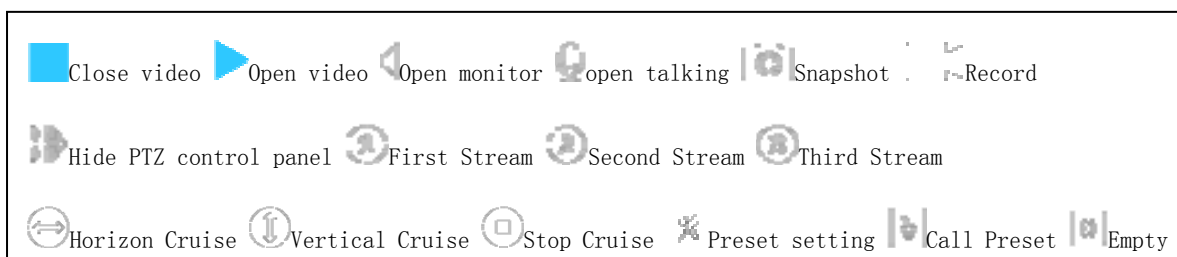 Close video Open video Open monitor open talking Snapshot Record
Hide PTZ control panel First Stream Second Stream Third Stream
Horizon Cruise Vertical Cruise Stop Cruise Preset setting Call Preset Empty